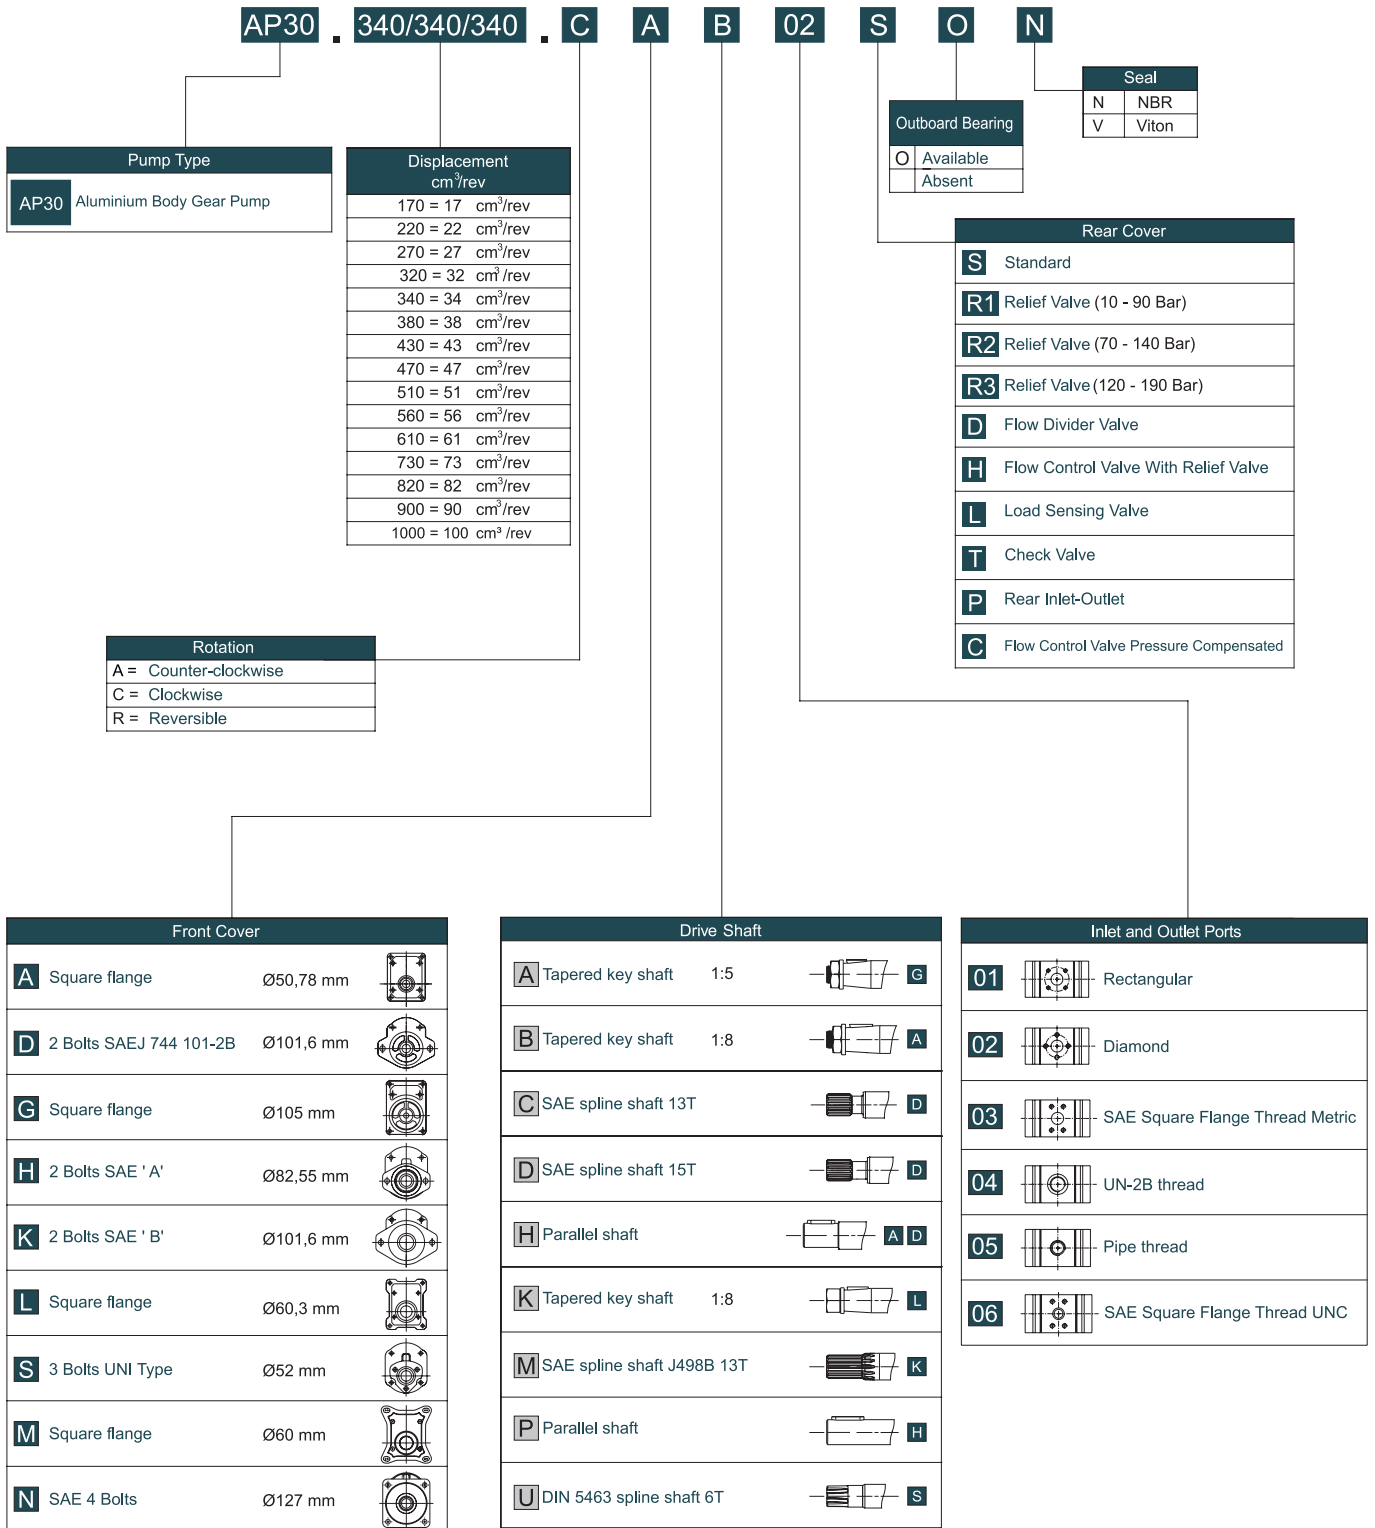 AP30 . 340/340/340 . C A B 02 S O N
Seal
N NBR
V Viton
Outboard Bearing
O Available
Absent
Pump Type
AP30 Aluminium Body Gear Pump
Displacement
cm³/rev
170 = 17 cm³/rev
220 = 22 cm³/rev
270 = 27 cm³/rev
320 = 32 cm³/rev
340 = 34 cm³/rev
380 = 38 cm³/rev
430 = 43 cm³/rev
470 = 47 cm³/rev
510 = 51 cm³/rev
560 = 56 cm³/rev
610 = 61 cm³/rev
730 = 73 cm³/rev
820 = 82 cm³/rev
900 = 90 cm³/rev
1000 = 100 cm³ /rev
Rear Cover
S Standard
R1 Relief Valve (10 - 90 Bar)
R2 Relief Valve (70 - 140 Bar)
R3 Relief Valve (120 - 190 Bar)
D Flow Divider Valve
H Flow Control Valve With Relief Valve
L Load Sensing Valve
T Check Valve
P Rear Inlet-Outlet
C Flow Control Valve Pressure Compensated
Rotation
A = Counter-clockwise
C = Clockwise
R = Reversible
Front Cover
A Square flange Ø50,78 mm
D 2 Bolts SAEJ 744 101-2B Ø101,6 mm
G Square flange Ø105 mm
H 2 Bolts SAE ' A' Ø82,55 mm
K 2 Bolts SAE ' B' Ø101,6 mm
L Square flange Ø60,3 mm
S 3 Bolts UNI Type Ø52 mm
M Square flange Ø60 mm
N SAE 4 Bolts Ø127 mm
Drive Shaft
A Tapered key shaft 1:5 G
B Tapered key shaft 1:8 A
C SAE spline shaft 13T D
D SAE spline shaft 15T D
H Parallel shaft A D
K Tapered key shaft 1:8 L
M SAE spline shaft J498B 13T K
P Parallel shaft H
U DIN 5463 spline shaft 6T S
Inlet and Outlet Ports
01 Rectangular
02 Diamond
03 SAE Square Flange Thread Metric
04 UN-2B thread
05 Pipe thread
06 SAE Square Flange Thread UNC